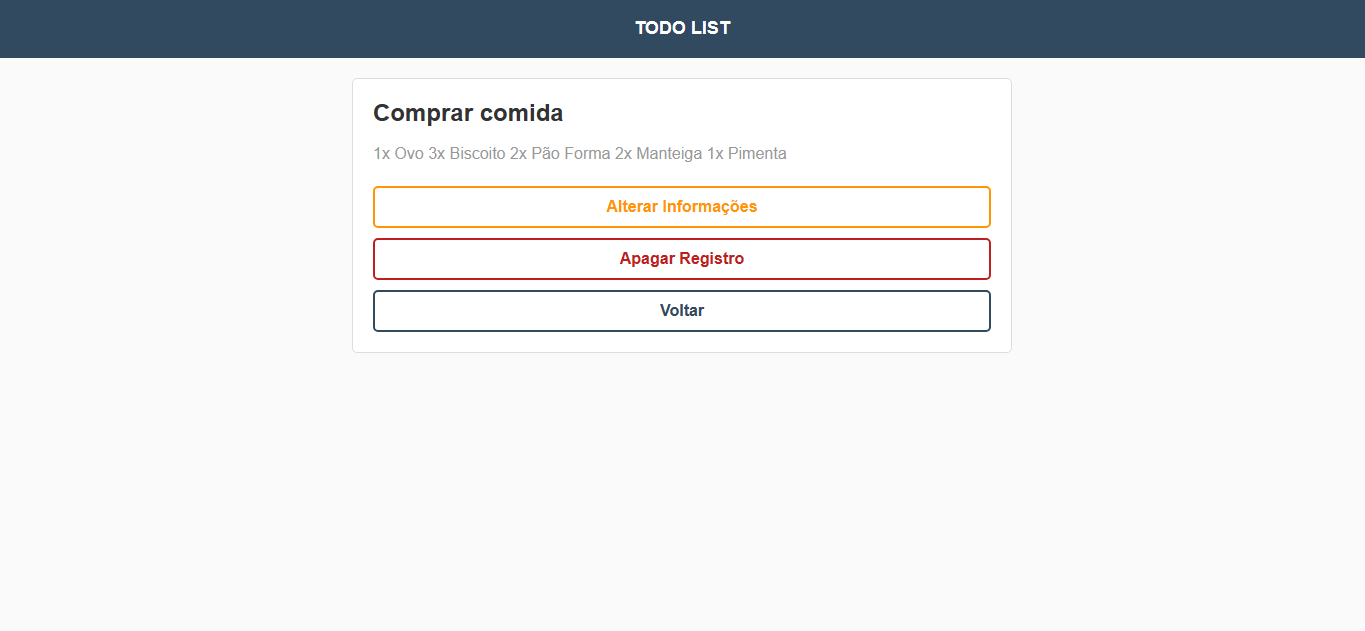 TODO LIST
Comprar comida
1x Ovo 3x Biscoito 2x Pão Forma 2x Manteiga 1x Pimenta
Alterar Informações
Apagar Registro
Voltar